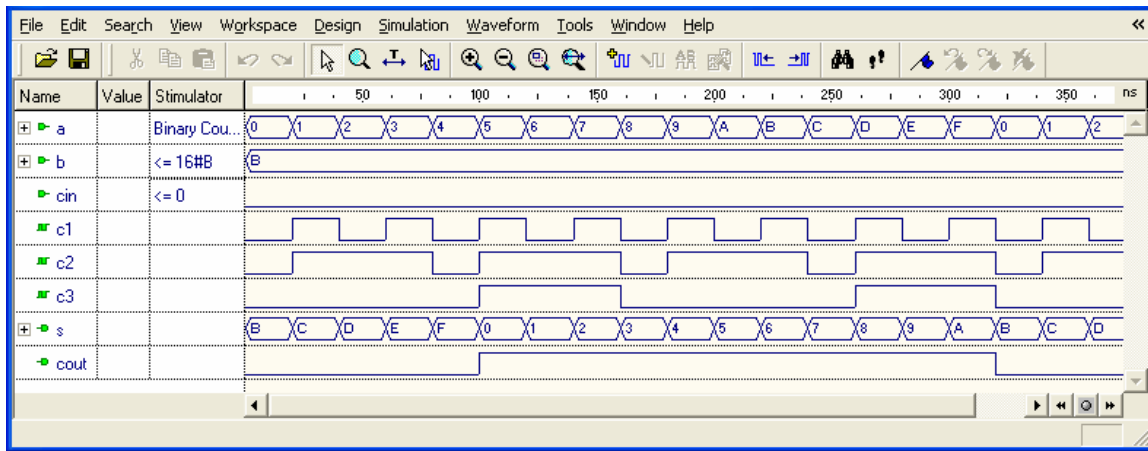 File Edit Search View Workspace Design Simulation Waveform Tools Window Help
Name Value Stimulator 50 100 150 200 250 300 350 ns
a Binary Cou... 0 1 2 3 4 5 6 7 8 9 A B C D E F 0 1 2
b <= 16#B B
cin <= 0
c1
c2
c3
s B C D E F 0 1 2 3 4 5 6 7 8 9 A B C D
cout